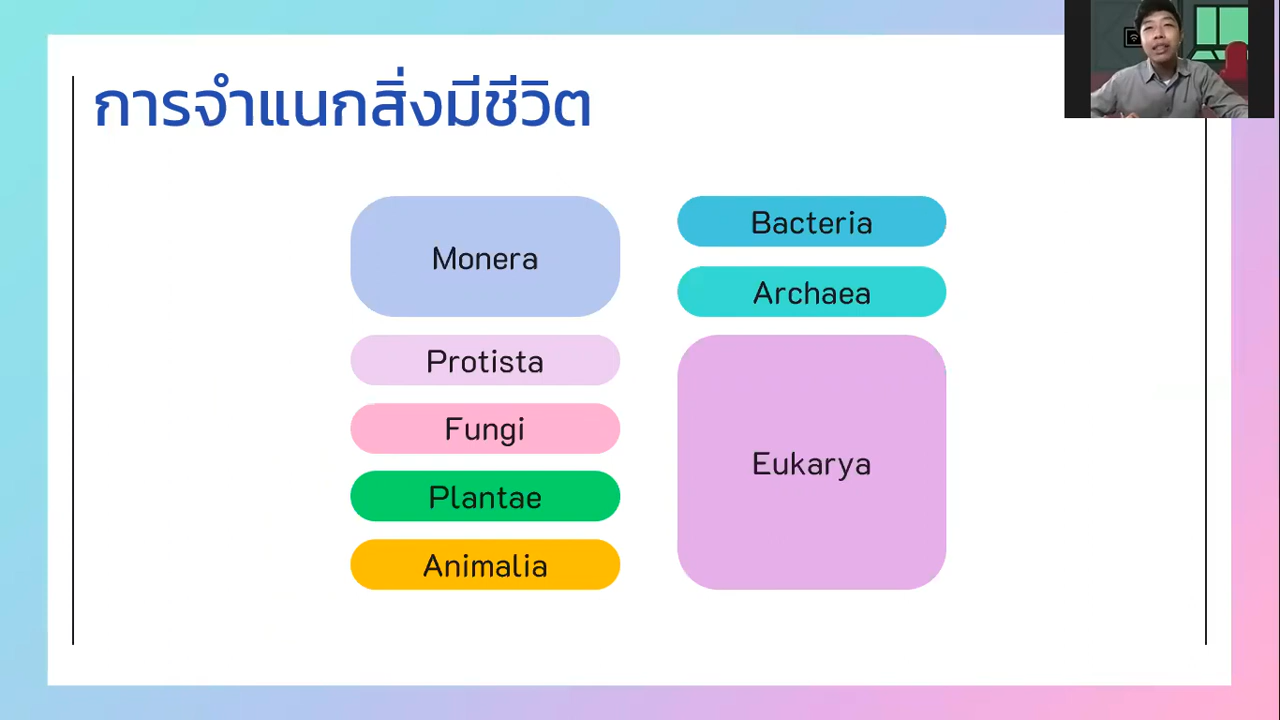 การจำแนกสิ่งมีชีวิต
Monera
Protista
Fungi
Plantae
Animalia
Bacteria
Archaea
Eukarya